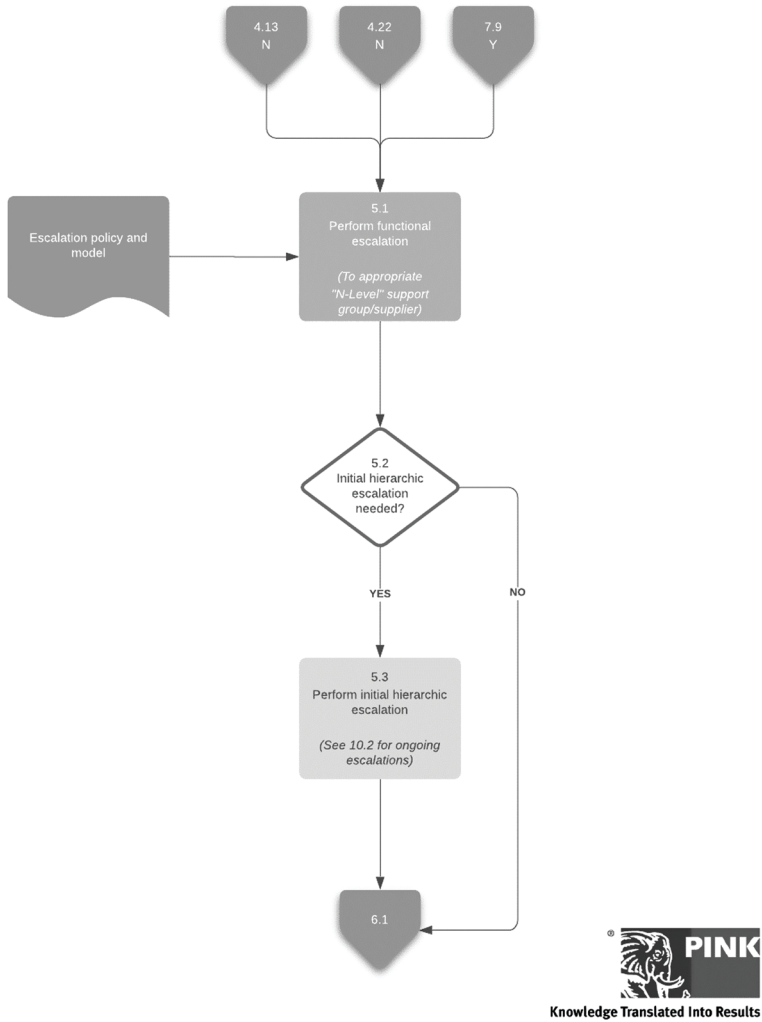 4.13
N
4.22
N
7.9
Y
Escalation policy and
model
5.1
Perform functional
escalation
(To appropriate
"N-Level" support
group/supplier)
5.2
Initial hierarchic
escalation
needed?
YES
NO
5.3
Perform initial hierarchic
escalation
(See 10.2 for ongoing
escalations)
6.1
® PINK
Knowledge Translated Into Results